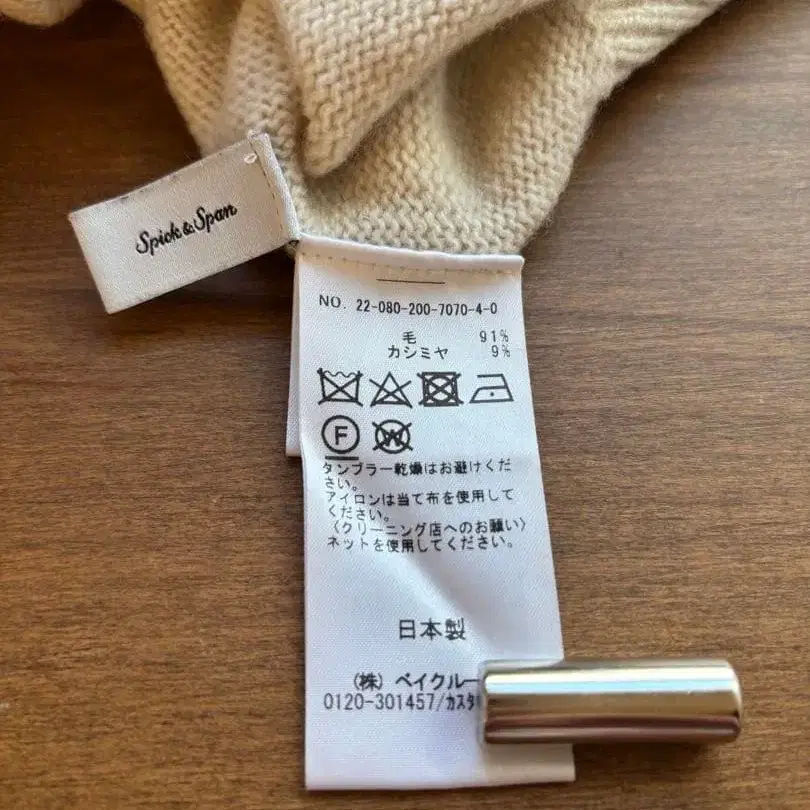 Spick & Span
NO. 22-080-200-7070-4-0
毛 91%
カシミヤ 9%
F
W
タンブラー乾燥はお避けくだ
さい。
アイロンは当て布を使用して
ください。
〈クリーニング店へのお願い〉
ネットを使用してください。
日本製
(株) ベイクルー
0120-301457/カスタ